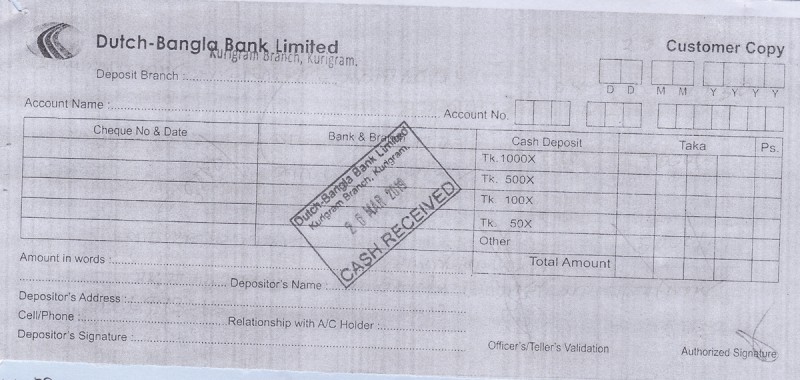 Dutch-Bangla Bank Limited
Kurigram Branch, Kurigram.
Customer Copy
Deposit Branch :
D D M M Y Y Y Y
Account Name :
Account No.
Cheque No & Date
Bank & Branch
Cash Deposit
Taka
Ps.
Tk. 1000X
Tk. 500X
Tk. 100X
Tk. 50X
Other
Total Amount
Dutch-Bangla Bank Limited
Kurigram Branch, Kurigram.
26 MAR 2019
CASH RECEIVED
Amount in words :
Depositor's Name :
Depositor's Address :
Cell/Phone :
Relationship with A/C Holder :
Depositor's Signature :
Officer's/Teller's Validation
Authorized Signature